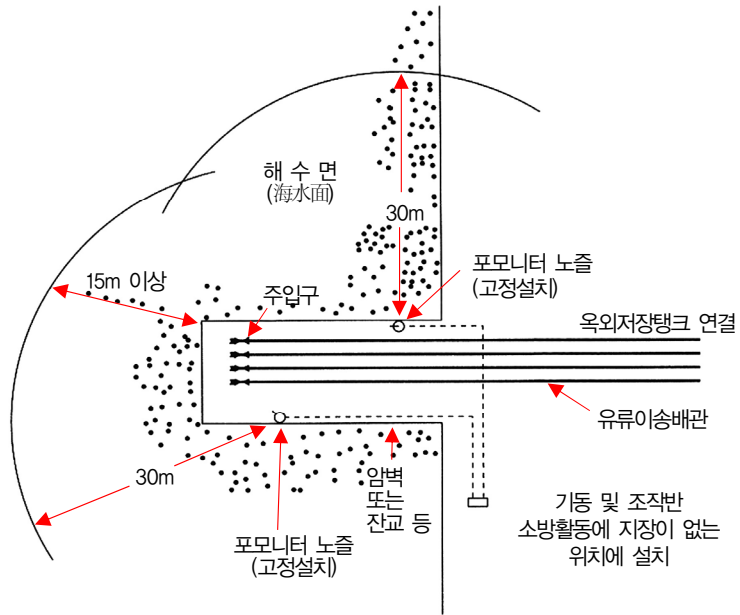 해 수 면
(海水面)
30m
15m 이상
주입구
포모니터 노즐
(고정설치)
옥외저장탱크 연결
유류이송배관
30m
암벽
또는
잔교 등
포모니터 노즐
(고정설치)
기동 및 조작반
소방활동에 지장이 없는
위치에 설치